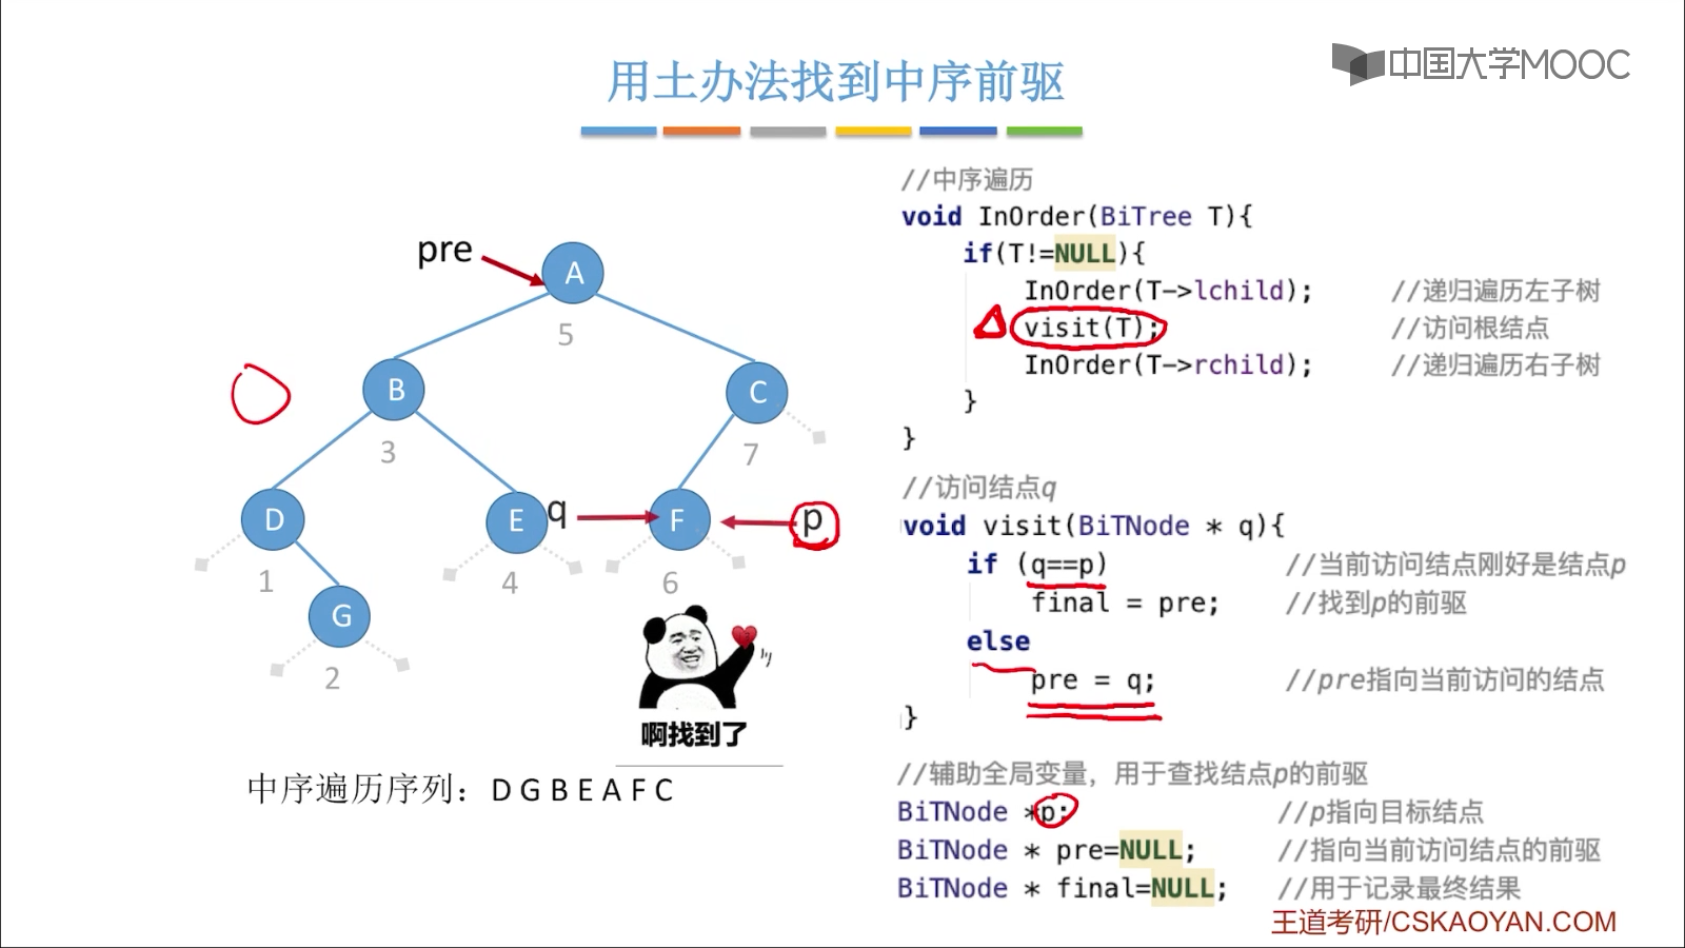 用土办法找到中序前驱
中国大学MOOC
pre
A
5
B
3
C
7
D
1
E
4
q
F
6
p
G
2
啊找到了
中序遍历序列：D G B E A F C
//中序遍历
void InOrder(BiTree T){
if(T!=NULL){
InOrder(T->lchild); //递归遍历左子树
visit(T); //访问根结点
InOrder(T->rchild); //递归遍历右子树
}
}
//访问结点q
void visit(BiTNode * q){
if (q==p) //当前访问结点刚好是结点p
final = pre; //找到p的前驱
else
pre = q; //pre指向当前访问的结点
}
//辅助全局变量，用于查找结点p的前驱
BiTNode *p; //p指向目标结点
BiTNode * pre=NULL; //指向当前访问结点的前驱
BiTNode * final=NULL; //用于记录最终结果
王道考研/CSKAOYAN.COM